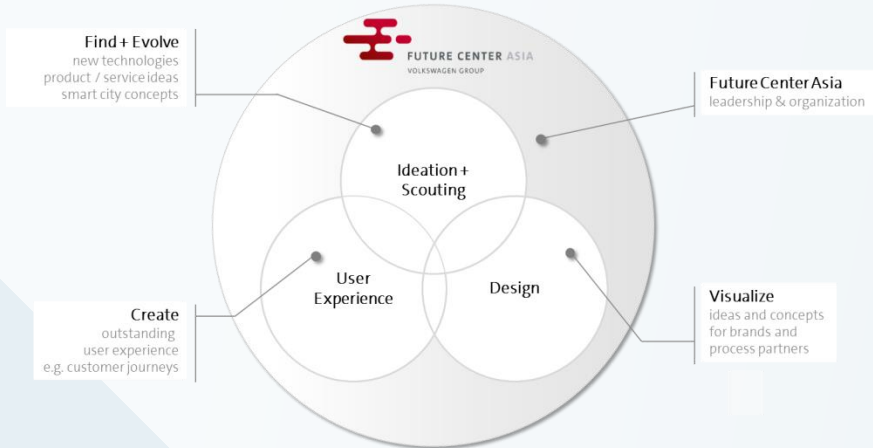 Find + Evolve
new technologies
product / service ideas
smart city concepts
FUTURE CENTER ASIA
VOLKSWAGEN GROUP
Future Center Asia
leadership & organization
Ideation +
Scouting
User
Experience
Design
Create
outstanding
user experience
e.g. customer journeys
Visualize
ideas and concepts
for brands and
process partners